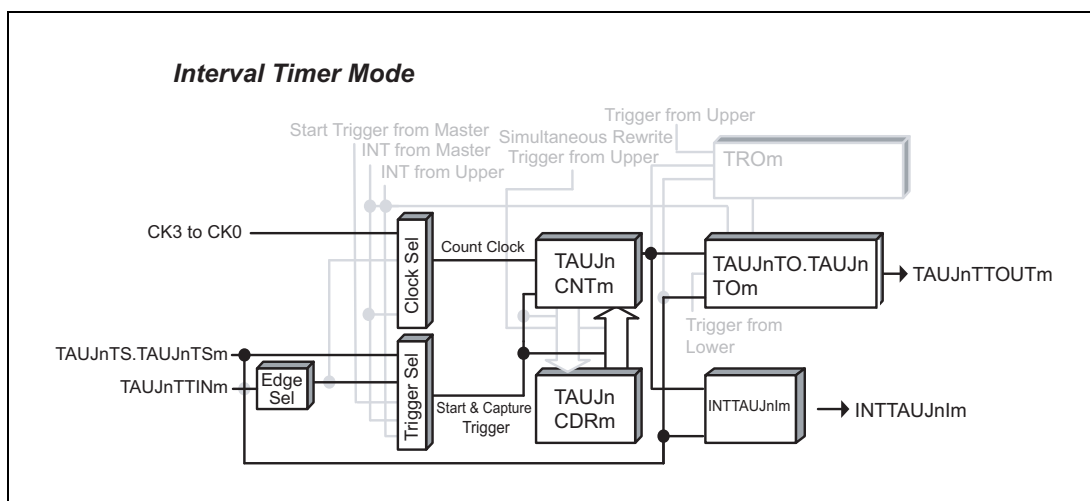 Interval Timer Mode
Trigger from Upper
Start Trigger from Master
Simultaneous Rewrite
INT from Master
Trigger from Upper
INT from Upper
TROm
CK3 to CK0
Clock Sel
Count Clock
TAUJn
CNTm
TAUJnTO.TAUJn
TOm
TAUJnTTOUTm
Trigger from
Lower
TAUJnTS.TAUJnTSm
TAUJnTTINm
Edge
Sel
Trigger Sel
Start & Capture
Trigger
TAUJn
CDRm
INTTAUJnIm
INTTAUJnIm